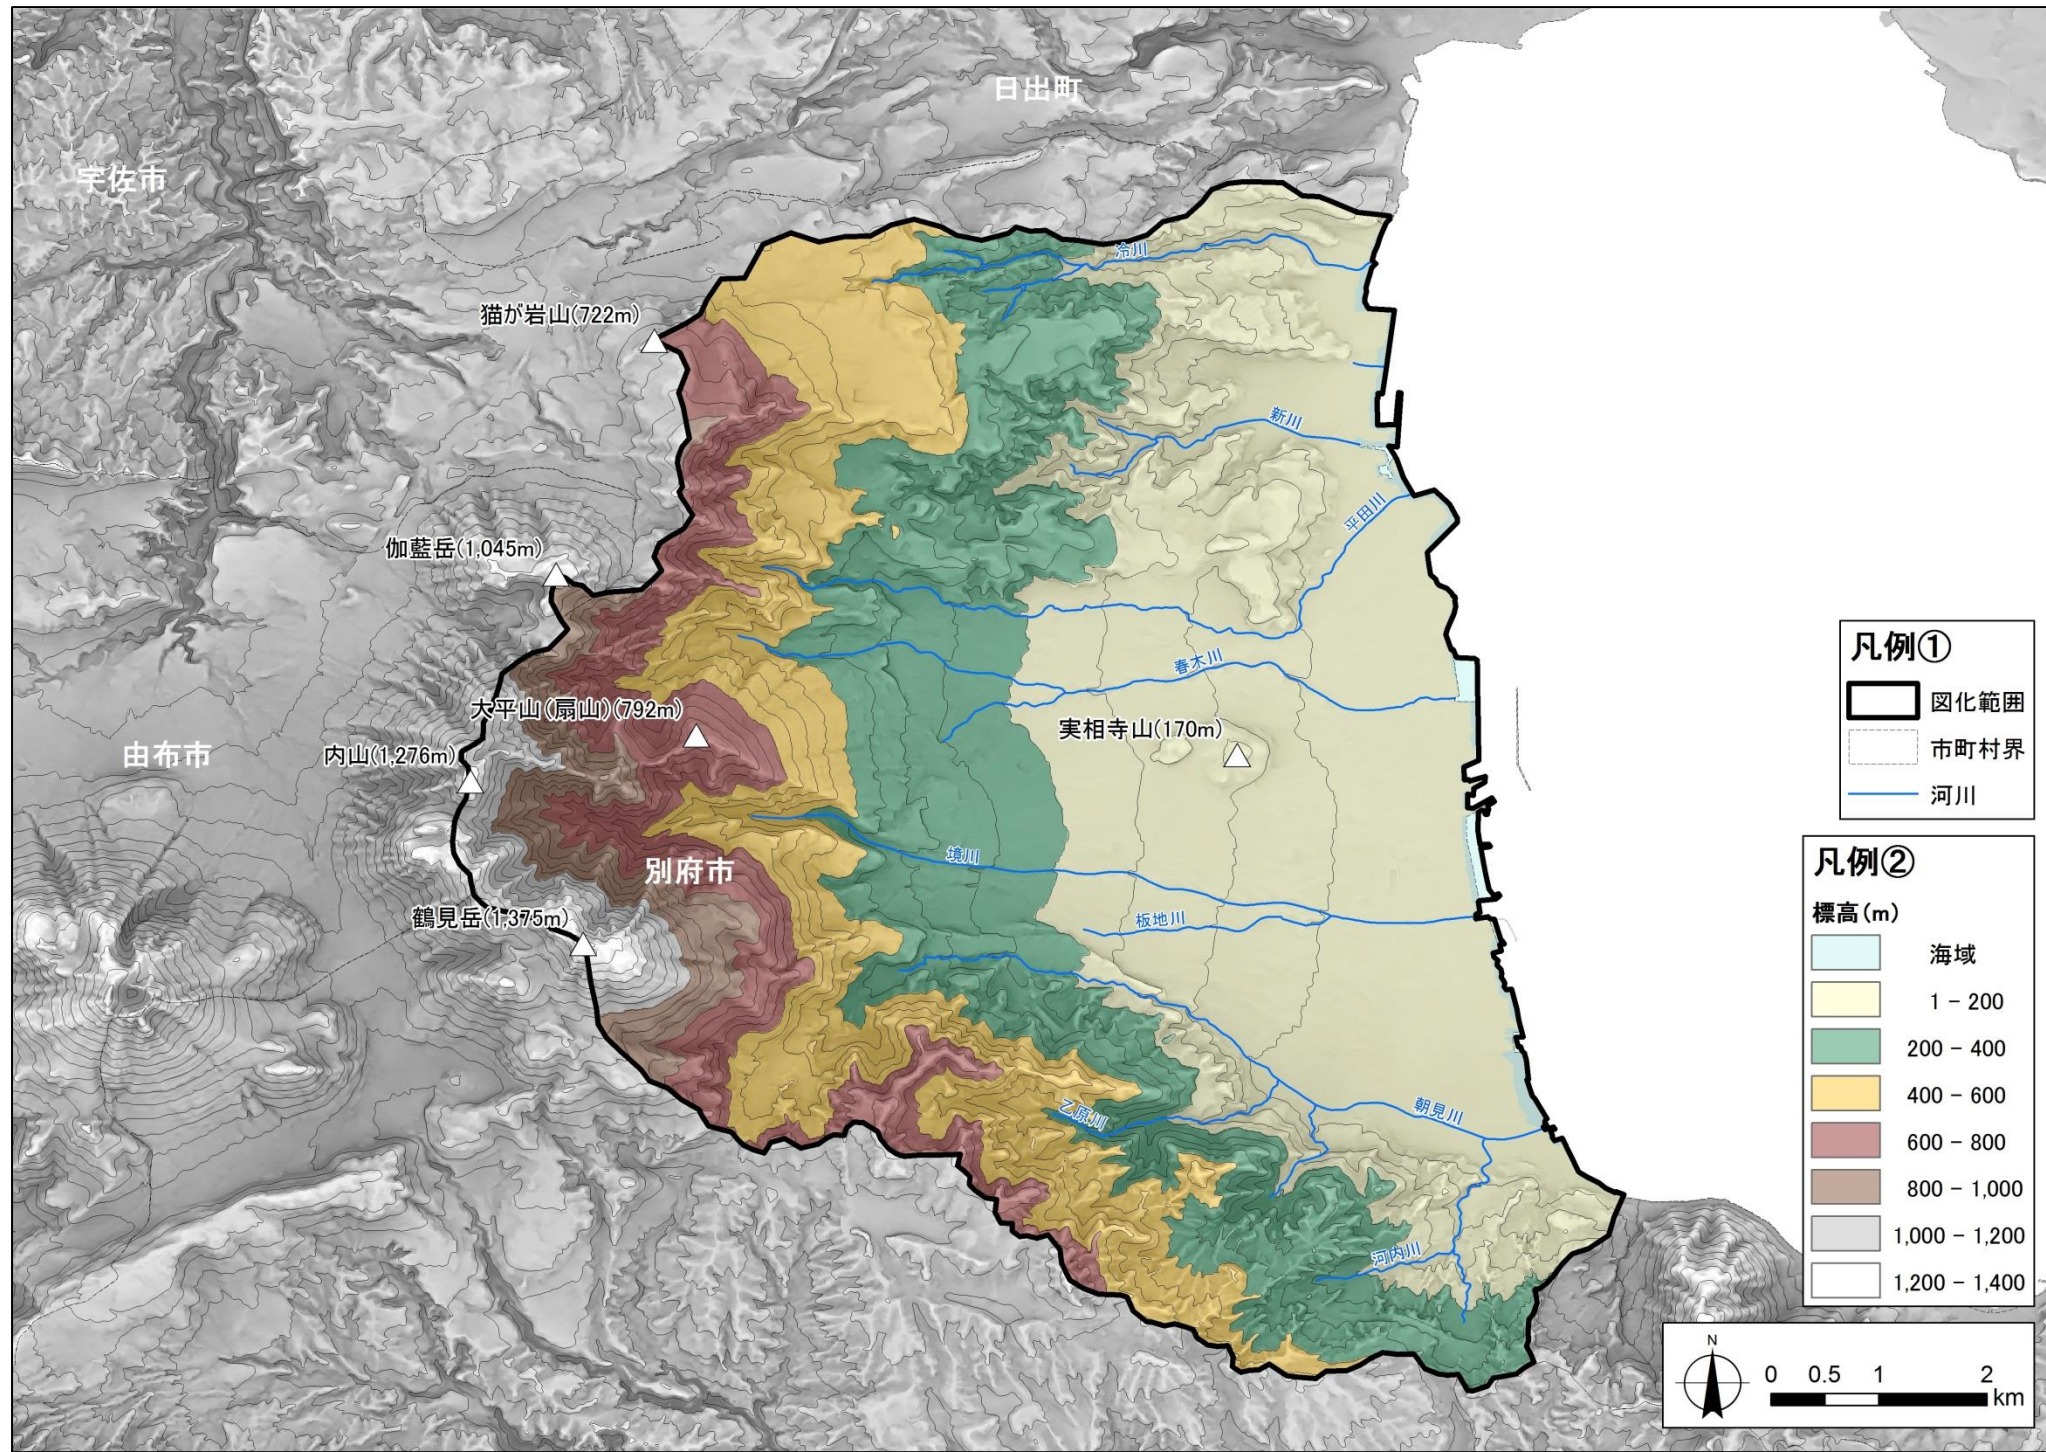 日出町
宇佐市
冷川
猫が岩山(722m)
新川
平田川
伽藍岳(1,045m)
春木川
大平山(扇山)(792m)
実相寺山(170m)
由布市
内山(1,276m)
境川
別府市
鶴見岳(1,375m)
板地川
乙原川
朝見川
河内川
凡例①
図化範囲
市町村界
河川
凡例②
標高(m)
海域
1 - 200
200 - 400
400 - 600
600 - 800
800 - 1,000
1,000 - 1,200
1,200 - 1,400
N
0 0.5 1 2
km